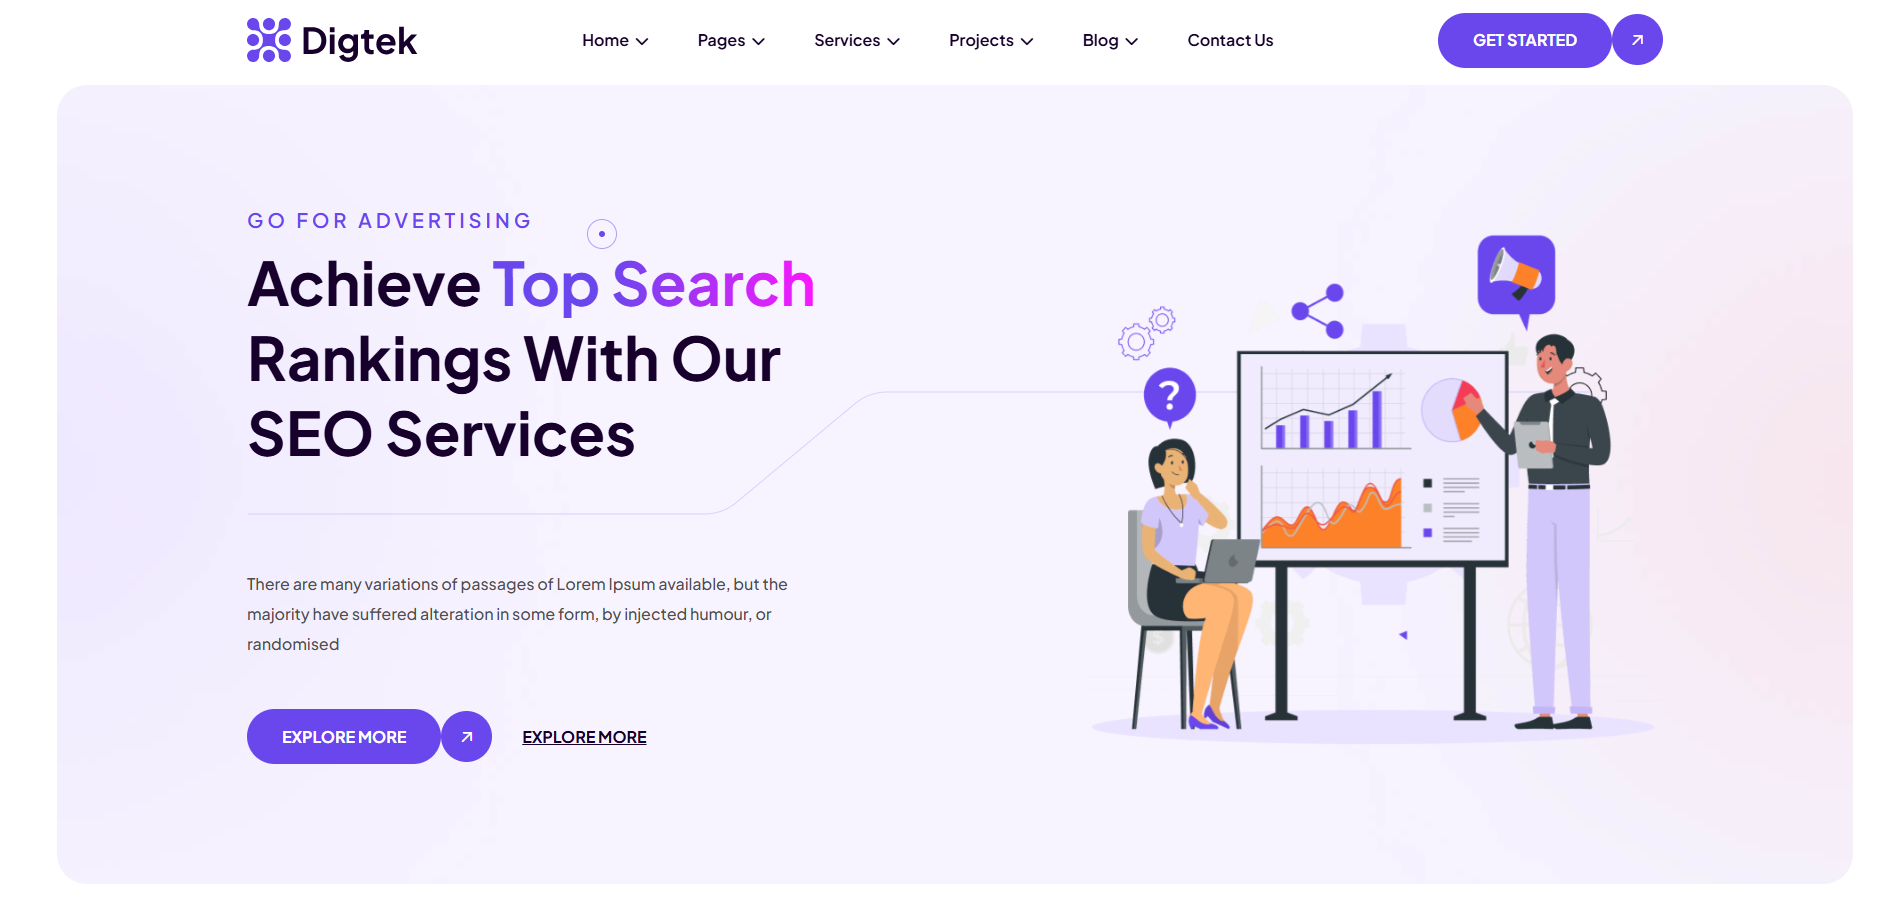 Digtek
Home
Pages
Services
Projects
Blog
Contact Us
GET STARTED
GO FOR ADVERTISING
Achieve Top Search
Rankings With Our
SEO Services
There are many variations of passages of Lorem Ipsum available, but the
majority have suffered alteration in some form, by injected humour, or
randomised
EXPLORE MORE
EXPLORE MORE
?
$